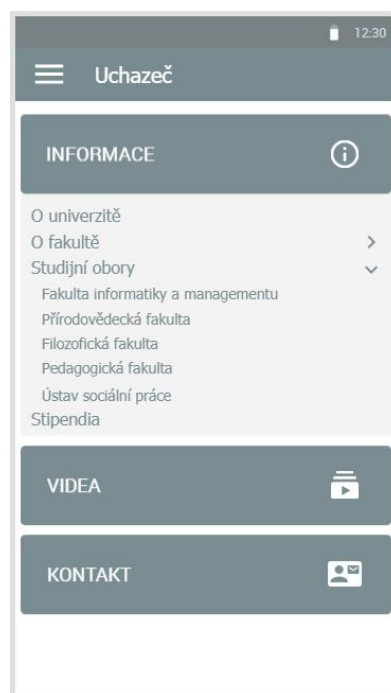 12:30
Uchazeč
INFORMACE
O univerzitě
O fakultě
Studijní obory
Fakulta informatiky a managementu
Přírodovědecká fakulta
Filozofická fakulta
Pedagogická fakulta
Ústav sociální práce
Stipendia
VIDEA
KONTAKT